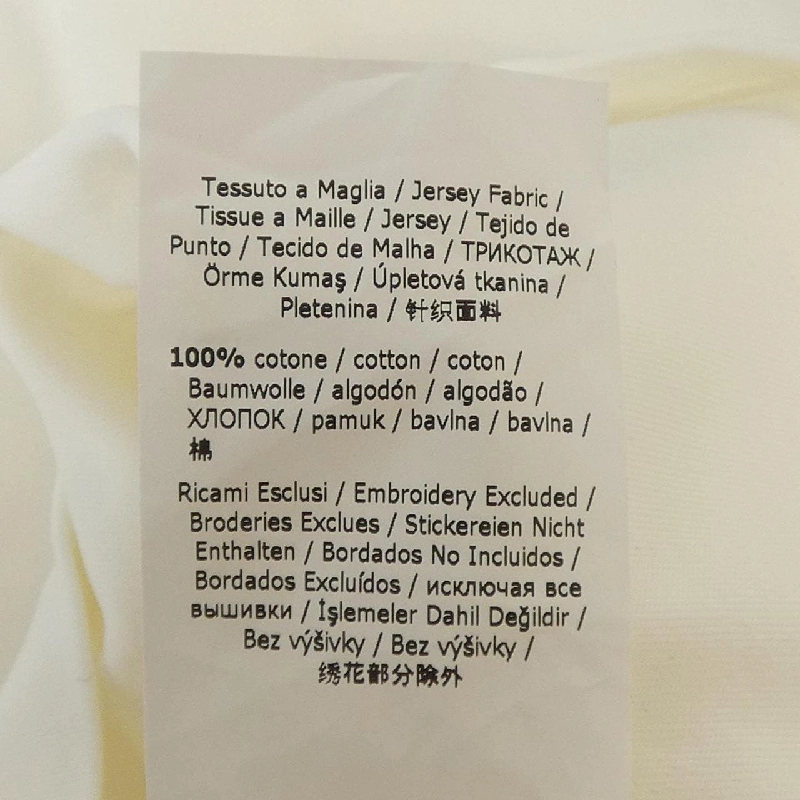 Tessuto a Maglia / Jersey Fabric /
Tissue a Maille / Jersey / Tejido de
Punto / Tecido de Malha / ТРИКОТАЖ /
Örme Kumaş / Úpletová tkanina /
Pletenina / 针织面料
100% cotone / cotton / coton /
Baumwolle / algodón / algodão /
ХЛОПОК / pamuk / bavlna / bavlna /
棉
Ricami Esclusi / Embroidery Excluded /
Broderies Exclues / Stickereien Nicht
Enthalten / Bordados No Incluidos /
Bordados Excluídos / исключая все
вышивки / İşlemeler Dahil Değildir /
Bez výšivky / Bez výšivky /
绣花部分除外